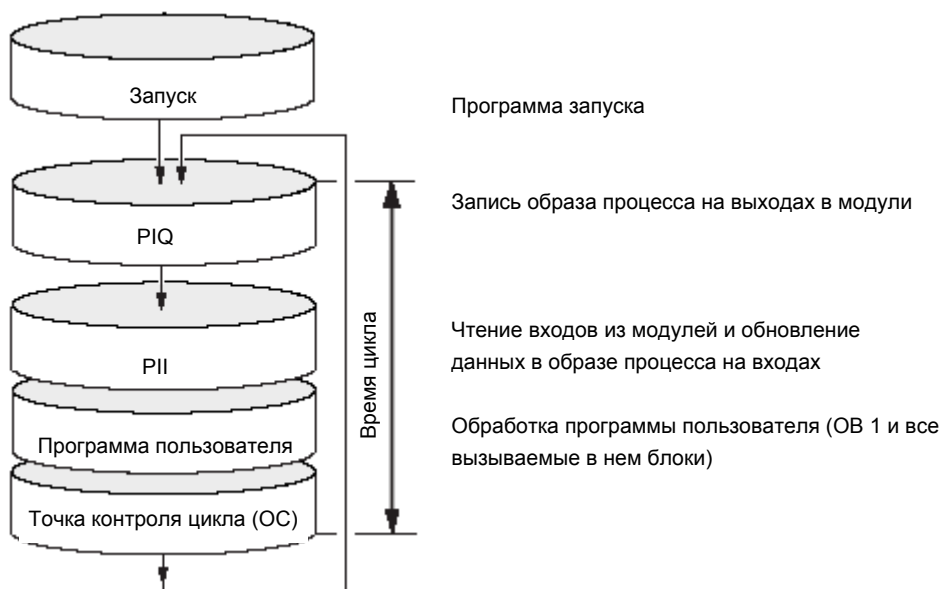 Запуск
Программа запуска
PIQ
Запись образа процесса на выходах в модули
PII
Чтение входов из модулей и обновление
данных в образе процесса на входах
Время цикла
Программа пользователя
Обработка программы пользователя (OB 1 и все
вызываемые в нем блоки)
Точка контроля цикла (ОС)